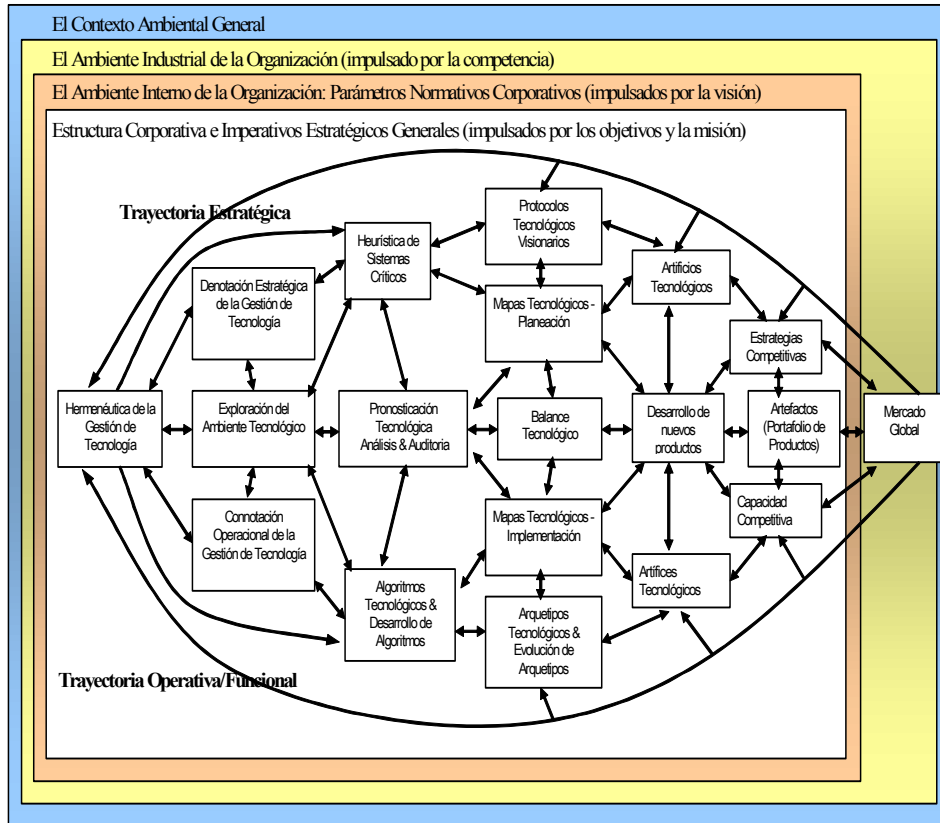 El Contexto Ambiental General
El Ambiente Industrial de la Organización (impulsado por la competencia)
El Ambiente Interno de la Organización: Parámetros Normativos Corporativos (impulsados por la visión)
Estructura Corporativa e Imperativos Estratégicos Generales (impulsados por los objetivos y la misión)
Trayectoria Estratégica
Protocolos
Tecnológicos
Visionarios
Heurística de
Sistemas
Críticos
Artificios
Tecnológicos
Denotación Estratégica
de la Gestión de
Tecnología
Mapas Tecnológicos -
Planeación
Estrategias
Competitivas
Hermenéutica de la
Gestión de
Tecnología
Exploración del
Ambiente Tecnológico
Pronosticación
Tecnológica
Análisis & Auditoria
Balance
Tecnológico
Desarrollo de
nuevos
productos
Artefactos
(Portafolio de
Productos)
Mercado
Global
Connotación
Operacional de la
Gestión de Tecnología
Mapas Tecnológicos -
Implementación
Capacidad
Competitiva
Algoritmos
Tecnológicos &
Desarrollo de
Algoritmos
Artífices
Tecnológicos
Arquetipos
Tecnológicos &
Evolución de
Arquetipos
Trayectoria Operativa/Funcional